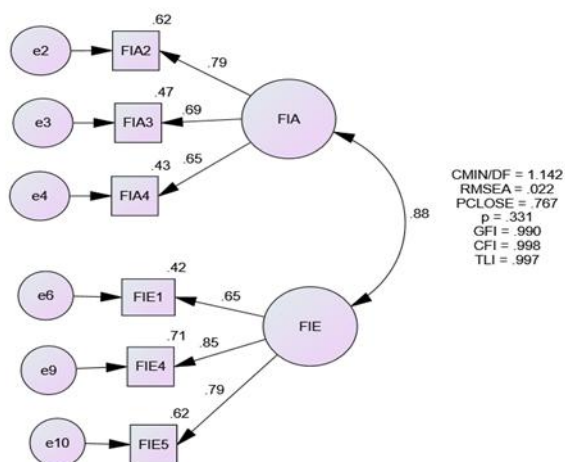 .62
e2
FIA2
.79
.47
e3
FIA3
.69
FIA
.43
.65
e4
FIA4
.88
CMIN/DF = 1.142
RMSEA = .022
PCLOSE = .767
p = .331
GFI = .990
CFI = .998
TLI = .997
.42
e6
FIE1
.65
.71
.85
FIE
e9
FIE4
.79
.62
e10
FIE5